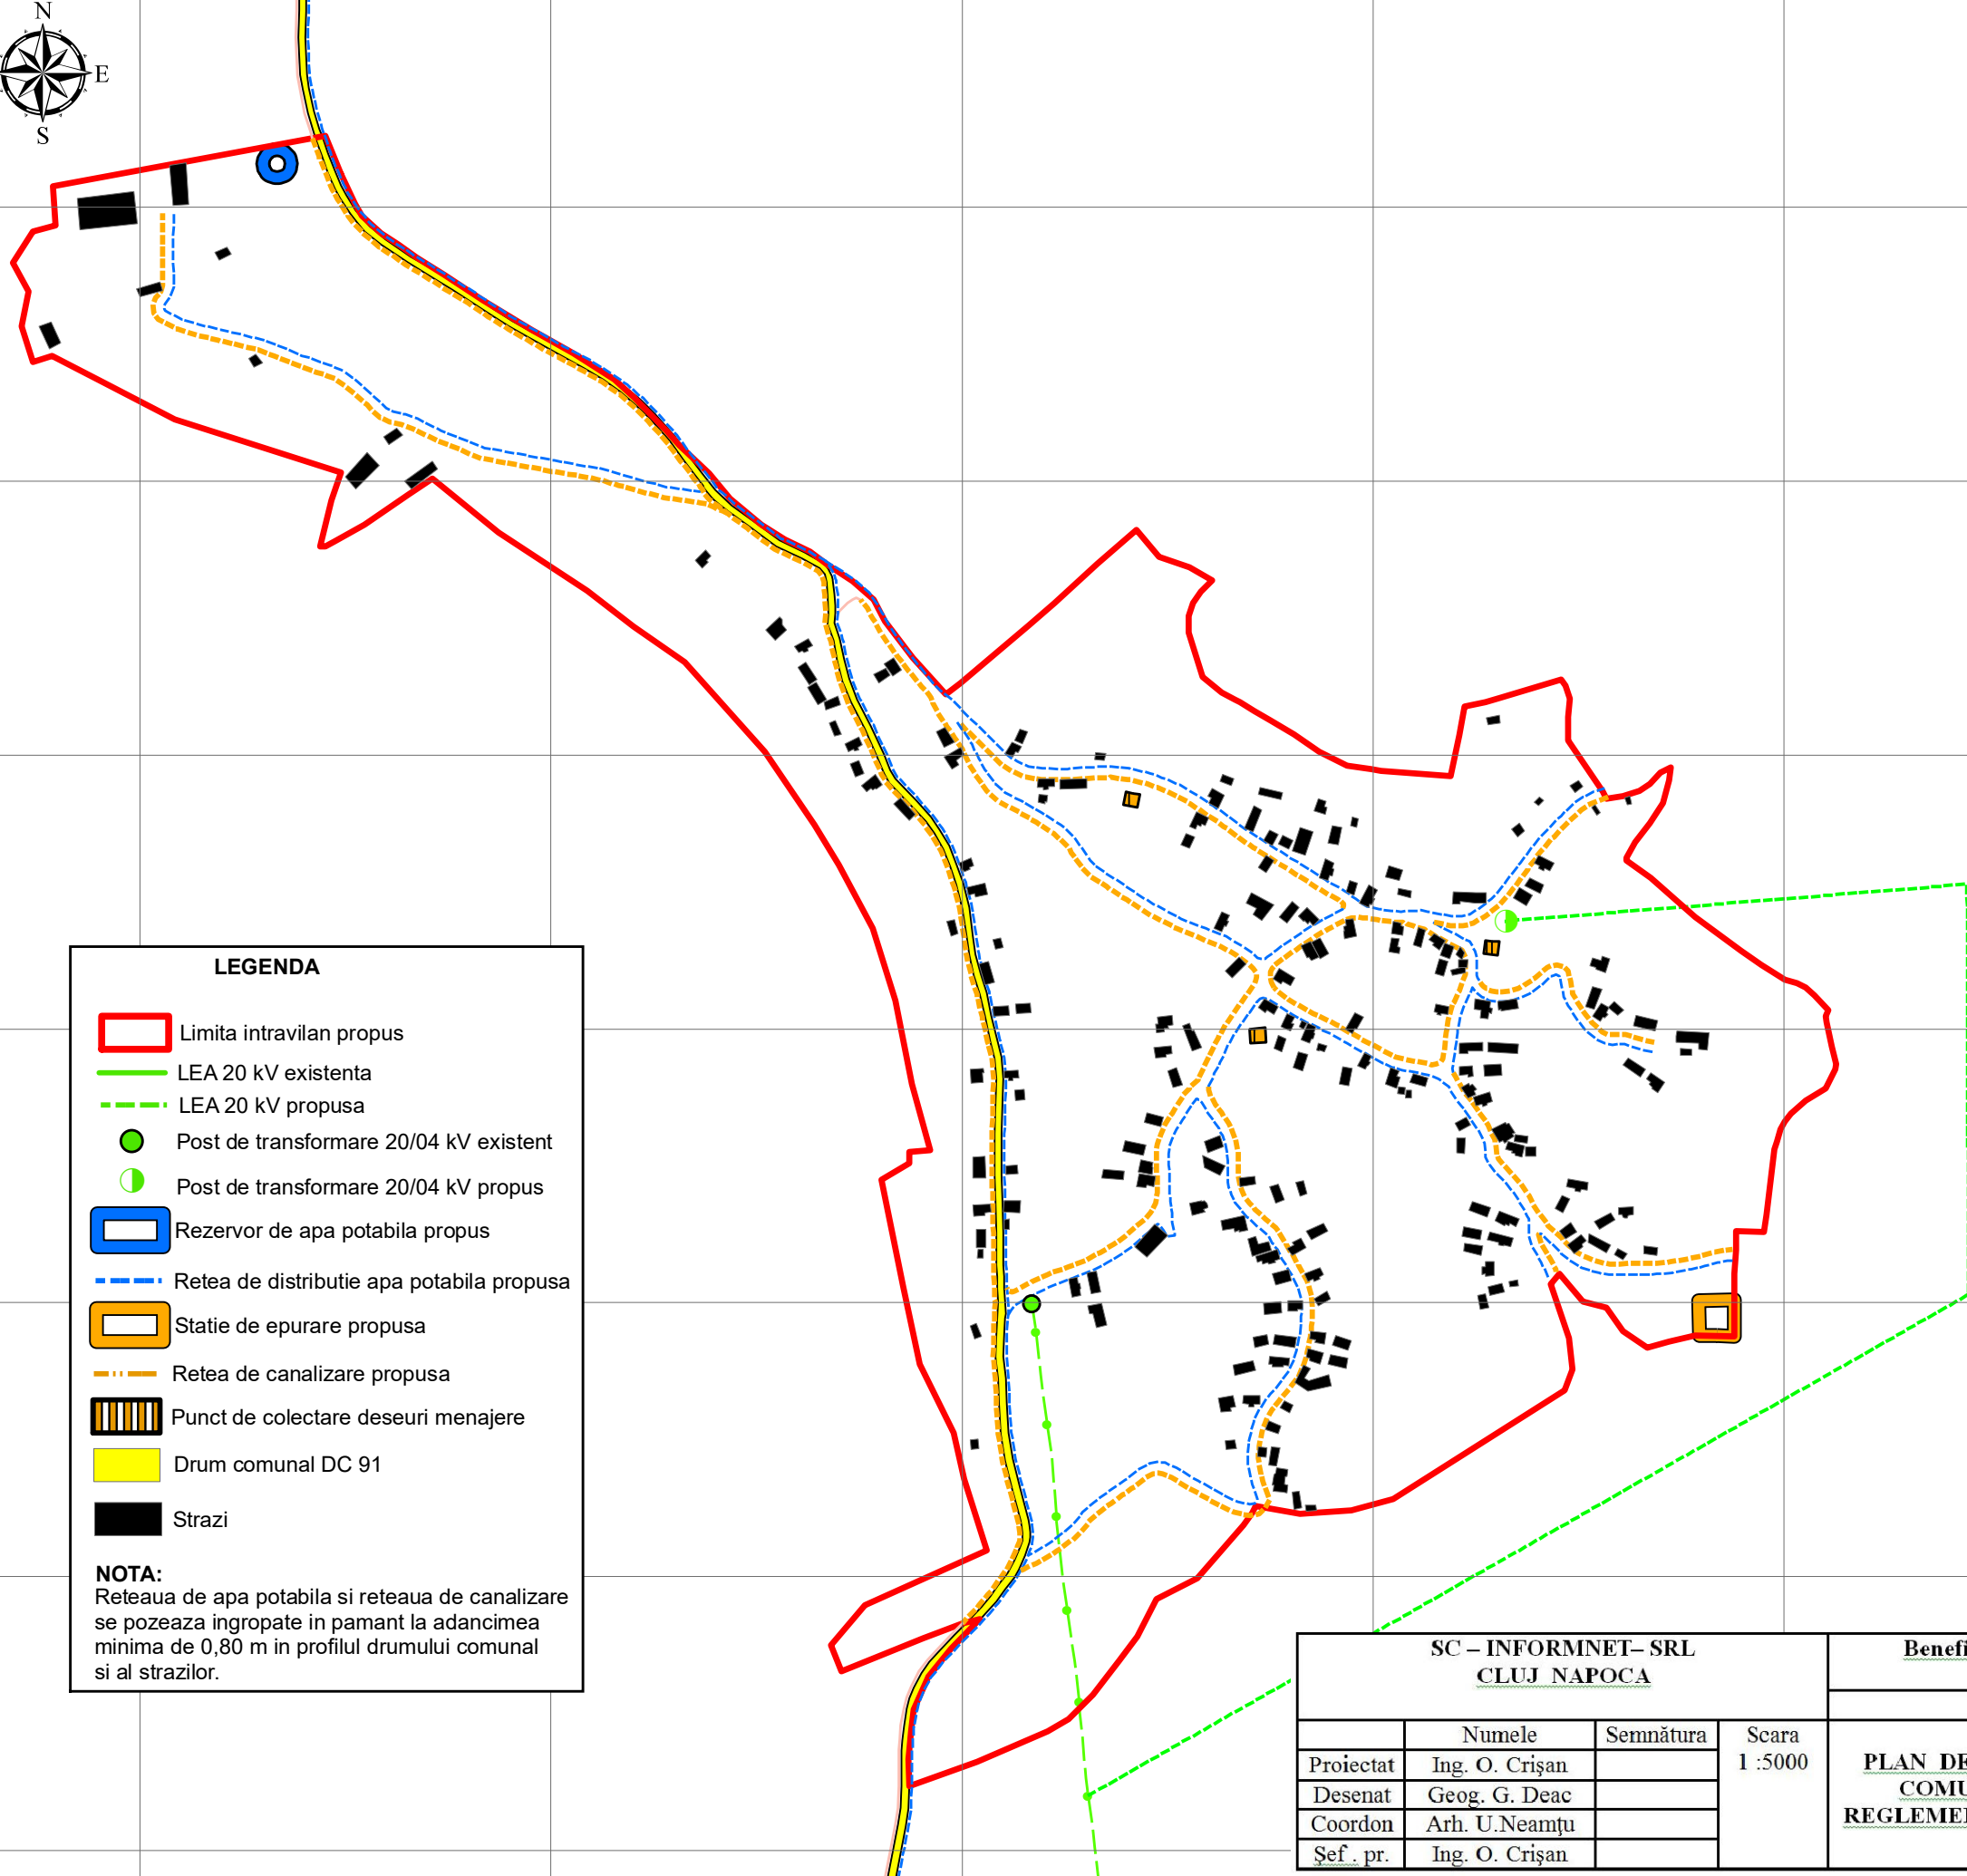 N
E
S
LEGENDA
Limita intravilan propus
LEA 20 kV existenta
LEA 20 kV propusa
Post de transformare 20/04 kV existent
Post de transformare 20/04 kV propus
Rezervor de apa potabila propus
Retea de distributie apa potabila propusa
Statie de epurare propusa
Retea de canalizare propusa
Punct de colectare deseuri menajere
Drum comunal DC 91
Strazi
NOTA:
Reteaua de apa potabila si reteaua de canalizare
se pozeaza ingropate in pamant la adancimea
minima de 0,80 m in profilul drumului comunal
si al strazilor.
SC – INFORMNET– SRL
CLUJ NAPOCA
Benefi
Numele Semnătura Scara
1 :5000
Proiectat Ing. O. Crişan
Desenat Geog. G. Deac
Coordon Arh. U.Neamţu
Şef . pr. Ing. O. Crişan
PLAN DE
COMU
REGLEME